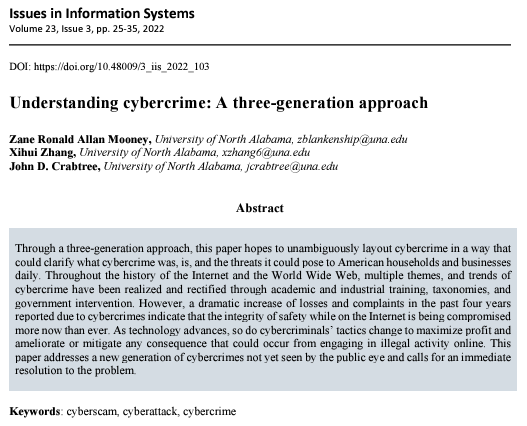 Issues in Information Systems
Volume 23, Issue 3, pp. 25-35, 2022
DOI: https://doi.org/10.48009/3_iis_2022_103
Understanding cybercrime: A three-generation approach
Zane Ronald Allan Mooney, University of North Alabama, zblankenship@una.edu
Xihui Zhang, University of North Alabama, xzhang6@una.edu
John D. Crabtree, University of North Alabama, jcrabtree@una.edu
Abstract
Through a three-generation approach, this paper hopes to unambiguously layout cybercrime in a way that
could clarify what cybercrime was, is, and the threats it could pose to American households and businesses
daily. Throughout the history of the Internet and the World Wide Web, multiple themes, and trends of
cybercrime have been realized and rectified through academic and industrial training, taxonomies, and
government intervention. However, a dramatic increase of losses and complaints in the past four years
reported due to cybercrimes indicate that the integrity of safety while on the Internet is being compromised
more now than ever. As technology advances, so do cybercriminals’ tactics change to maximize profit and
ameliorate or mitigate any consequence that could occur from engaging in illegal activity online. This
paper addresses a new generation of cybercrimes not yet seen by the public eye and calls for an immediate
resolution to the problem.
Keywords: cyberscam, cyberattack, cybercrime